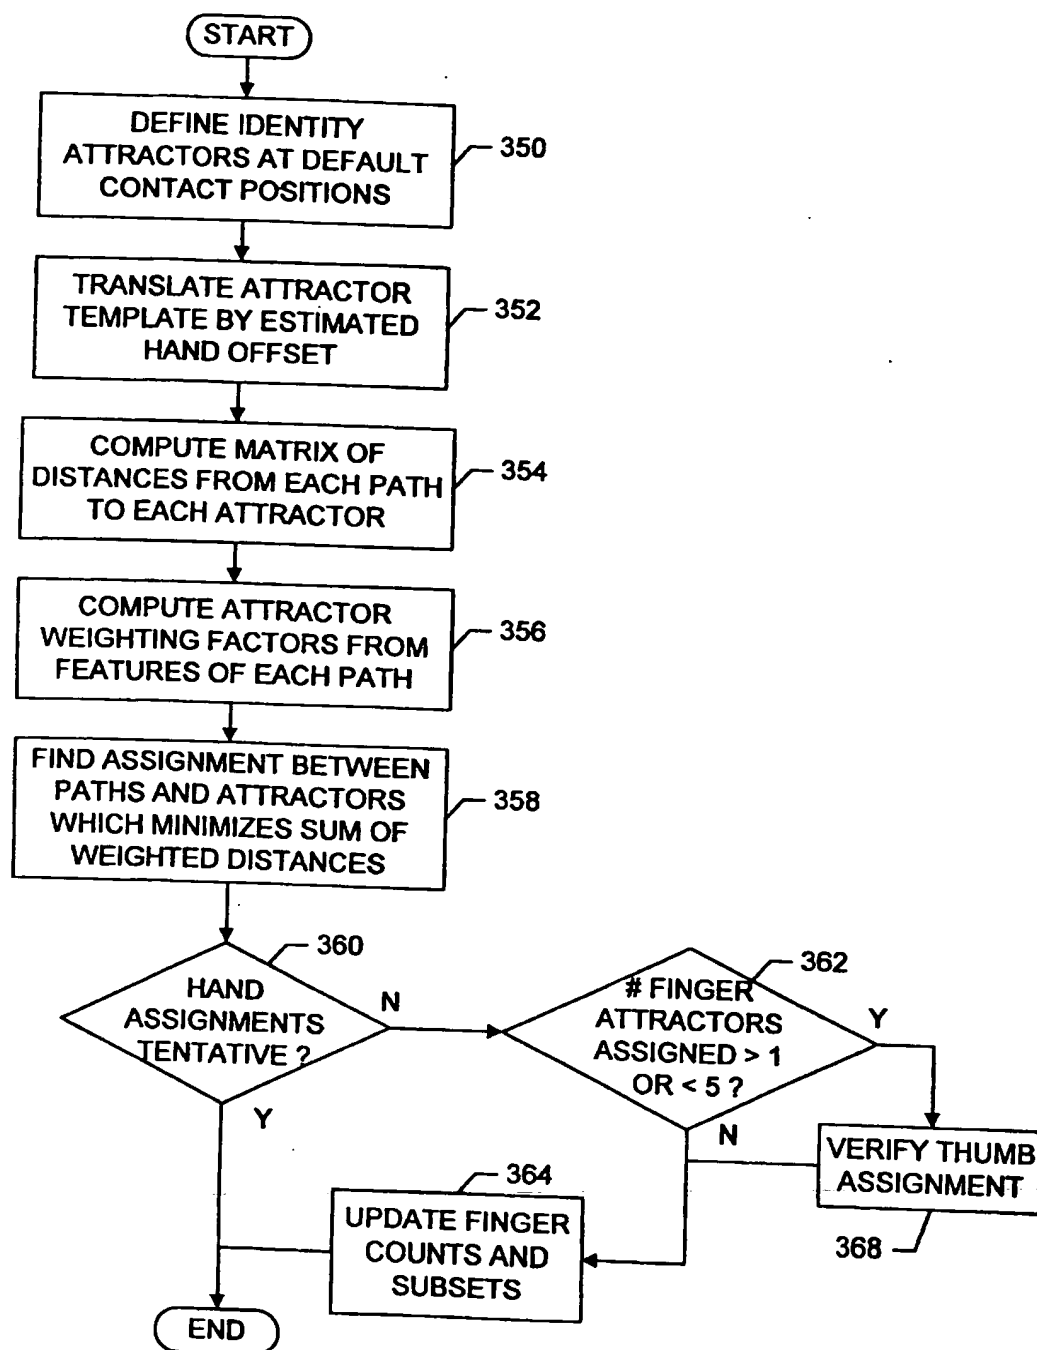 START
DEFINE IDENTITY
ATTRACTORS AT DEFAULT
CONTACT POSITIONS
350
TRANSLATE ATTRACTOR
TEMPLATE BY ESTIMATED
HAND OFFSET
352
COMPUTE MATRIX OF
DISTANCES FROM EACH PATH
TO EACH ATTRACTOR
354
COMPUTE ATTRACTOR
WEIGHTING FACTORS FROM
FEATURES OF EACH PATH
356
FIND ASSIGNMENT BETWEEN
PATHS AND ATTRACTORS
WHICH MINIMIZES SUM OF
WEIGHTED DISTANCES
358
360
HAND
ASSIGNMENTS
TENTATIVE ?
N
Y
362
# FINGER
ATTRACTORS
ASSIGNED > 1
OR < 5 ?
Y
N
VERIFY THUMB
ASSIGNMENT
368
364
UPDATE FINGER
COUNTS AND
SUBSETS
END